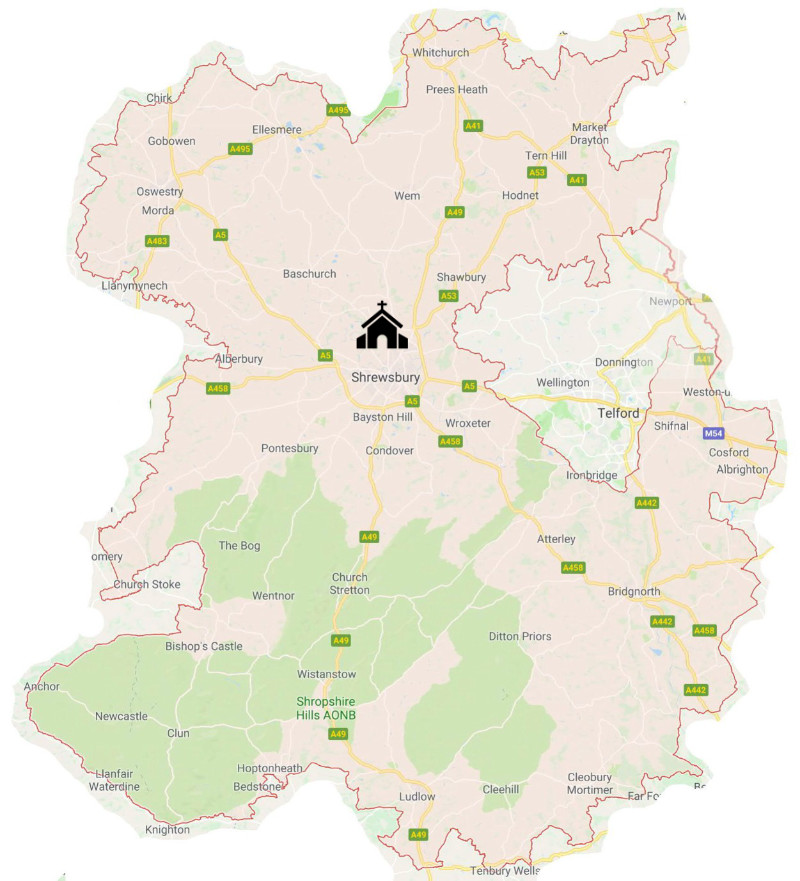 M
Whitchurch
Prees Heath
Chirk
A495
Ellesmere
A41
Market
Drayton
Gobowen
A495
Tern Hill
A53
A41
Oswestry
Wem
Hodnet
Morda
A49
A5
A483
Baschurch
Shawbury
Llanymynech
A53
Newport
Alberbury
A5
Donnington
A41
Shrewsbury
Wellington
A458
A5
Weston-u
A5
Telford
Bayston Hill
Wroxeter
Shifnal
M54
A458
Pontesbury
Condover
Cosford
Albrighton
Ironbridge
A442
A49
Atterley
The Bog
omery
A458
Church
Stretton
Church Stoke
Wentnor
Bridgnorth
A442
A458
Ditton Priors
A49
Bishop's Castle
Wistanstow
Anchor
A442
Shropshire
Hills AONB
Newcastle
Clun
A49
Hoptonheath
Llanfair
Waterdine
Bedstone
Cleobury
Mortimer
Cleehill
Ludlow
Far Fo
Knighton
A49
Tenbury Wells